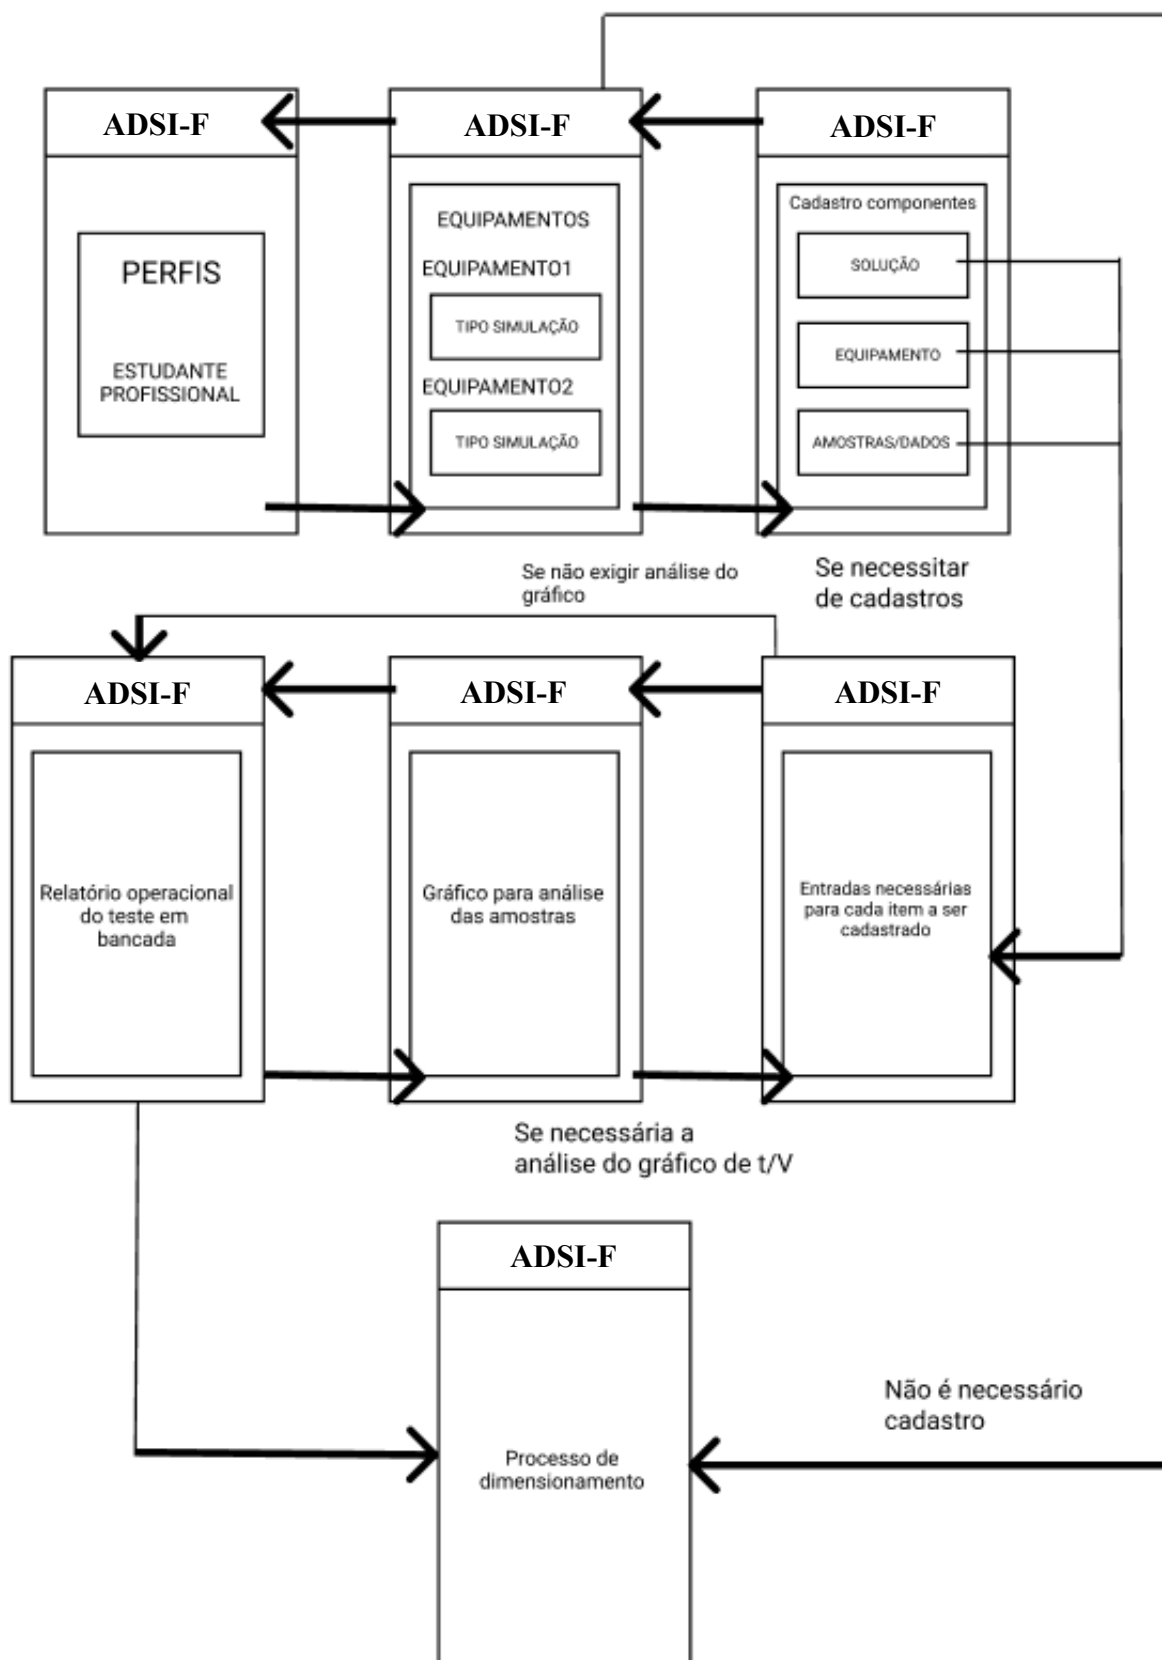 ADSI-F
PERFIS
ESTUDANTE
PROFISSIONAL
ADSI-F
EQUIPAMENTOS
EQUIPAMENTO1
TIPO SIMULAÇÃO
EQUIPAMENTO2
TIPO SIMULAÇÃO
ADSI-F
Cadastro componentes
SOLUÇÃO
EQUIPAMENTO
AMOSTRAS/DADOS
Se não exigir análise do
gráfico
Se necessitar
de cadastros
ADSI-F
Relatório operacional
do teste em
bancada
ADSI-F
Gráfico para análise
das amostras
ADSI-F
Entradas necessárias
para cada item a ser
cadastrado
Se necessária a
análise do gráfico de t/V
ADSI-F
Processo de
dimensionamento
Não é necessário
cadastro